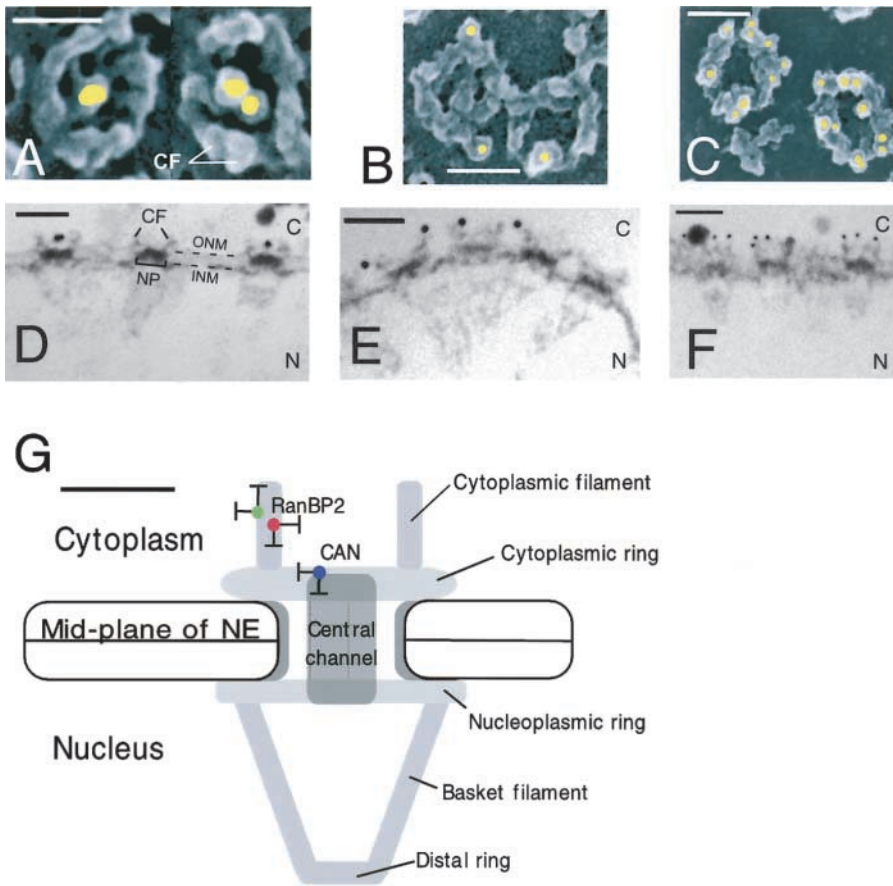 A
CF
B
C
D
CF
C
ONM
NP
INM
N
E
C
N
F
C
N
G
Cytoplasmic filament
RanBP2
Cytoplasm
CAN
Cytoplasmic ring
Mid-plane of NE
Central
channel
Nucleoplasmic ring
Nucleus
Basket filament
Distal ring